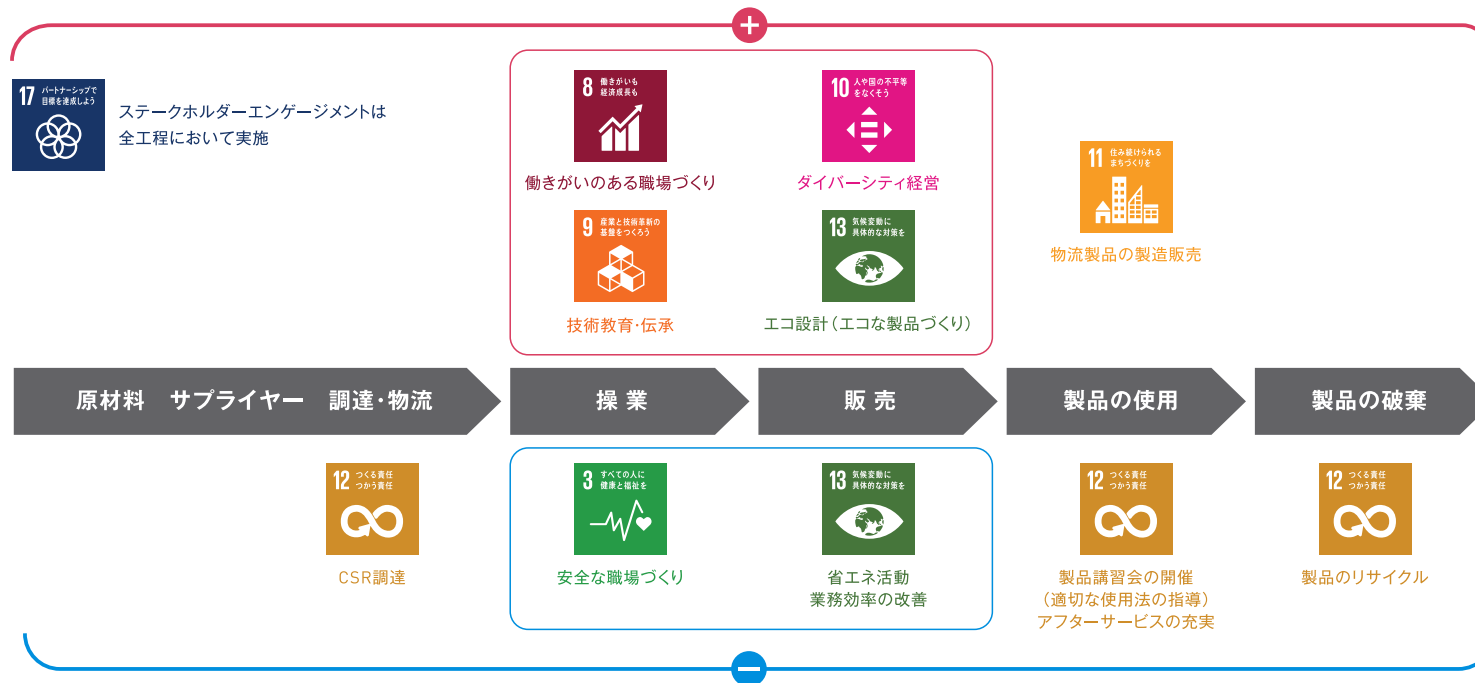 +
17 パートナーシップで
目標を達成しよう
ステークホルダーエンゲージメントは
全工程において実施
8 働きがいも
経済成長も
働きがいのある職場づくり
10 人や国の不平等
をなくそう
ダイバーシティ経営
11 住み続けられる
まちづくりを
物流製品の製造販売
9 産業と技術革新の
基盤をつくろう
技術教育・伝承
13 気候変動に
具体的な対策を
エコ設計（エコな製品づくり）
原材料 サプライヤー 調達・物流
操業
販売
製品の使用
製品の破棄
12 つくる責任
つかう責任
CSR調達
3 すべての人に
健康と福祉を
安全な職場づくり
13 気候変動に
具体的な対策を
省エネ活動
業務効率の改善
12 つくる責任
つかう責任
製品講習会の開催
（適切な使用法の指導）
アフターサービスの充実
12 つくる責任
つかう責任
製品のリサイクル
−